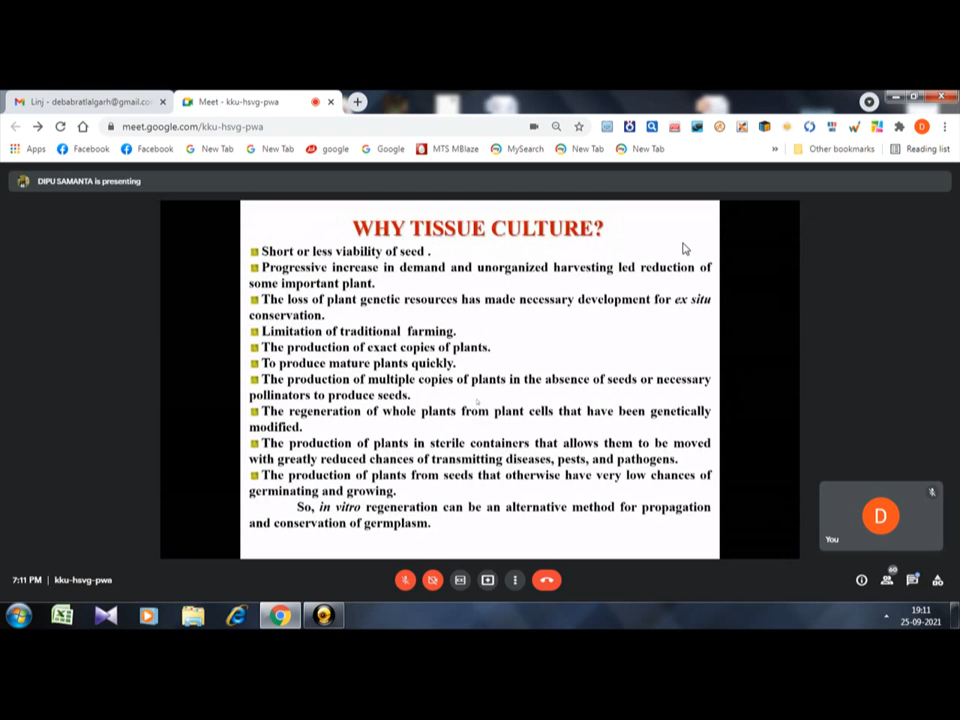 Linj - debabratlalgarh@gmail.co
Meet - kku-hsvg-pwa
meet.google.com/kku-hsvg-pwa
D
Apps
Facebook
Facebook
New Tab
New Tab
google
Google
MTS MBlaze
MySearch
New Tab
New Tab
»
Other bookmarks
Reading list
DIPU SAMANTA is presenting
WHY TISSUE CULTURE?
Short or less viability of seed .
Progressive increase in demand and unorganized harvesting led reduction of
some important plant.
The loss of plant genetic resources has made necessary development for ex situ
conservation.
Limitation of traditional farming.
The production of exact copies of plants.
To produce mature plants quickly.
The production of multiple copies of plants in the absence of seeds or necessary
pollinators to produce seeds.
The regeneration of whole plants from plant cells that have been genetically
modified.
The production of plants in sterile containers that allows them to be moved
with greatly reduced chances of transmitting diseases, pests, and pathogens.
The production of plants from seeds that otherwise have very low chances of
germinating and growing.
So, in vitro regeneration can be an alternative method for propagation
and conservation of germplasm.
D
You
7:11 PM | kku-hsvg-pwa
60
19:11
25-09-2021